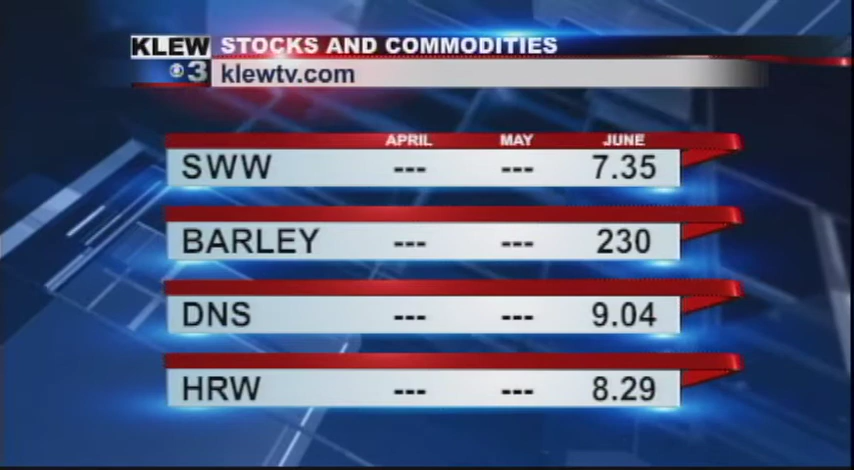 KLEW STOCKS AND COMMODITIES
3 klewtv.com
APRIL MAY JUNE
SWW --- --- 7.35
BARLEY --- --- 230
DNS --- --- 9.04
HRW --- --- 8.29